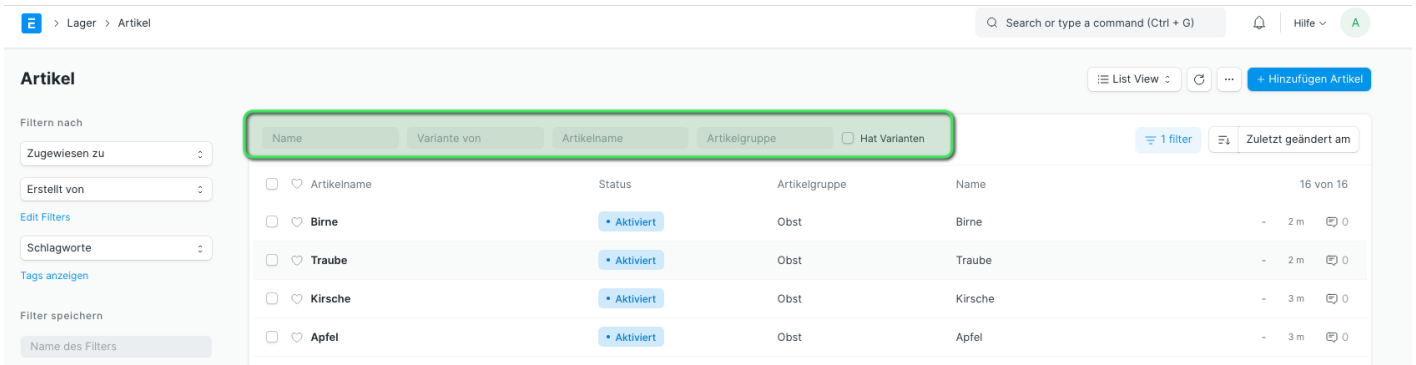 E > Lager > Artikel
Search or type a command (Ctrl + G)
Hilfe
A
Artikel
List View
...
+ Hinzufügen Artikel
Filtern nach
Zugewiesen zu
Erstellt von
Edit Filters
Schlagworte
Tags anzeigen
Filter speichern
Name des Filters
Name Variante von Artikelname Artikelgruppe Hat Varianten
1 filter
Zuletzt geändert am
Artikelname Status Artikelgruppe Name 16 von 16
Birne • Aktiviert Obst Birne - 2 m 0
Traube • Aktiviert Obst Traube - 2 m 0
Kirsche • Aktiviert Obst Kirsche - 3 m 0
Apfel • Aktiviert Obst Apfel - 3 m 0